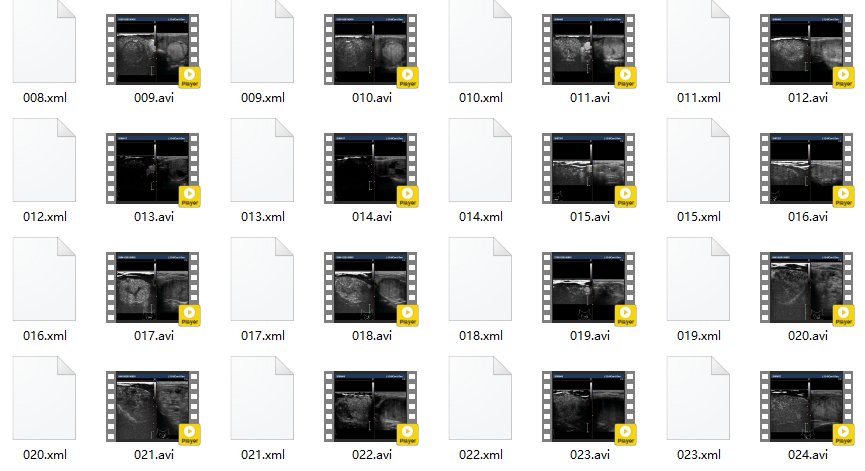 008.xml 009.avi 009.xml 010.avi 010.xml 011.avi 011.xml 012.avi
Player Player Player Player
012.xml 013.avi 013.xml 014.avi 014.xml 015.avi 015.xml 016.avi
Player Player Player Player
016.xml 017.avi 017.xml 018.avi 018.xml 019.avi 019.xml 020.avi
Player Player Player Player
020.xml 021.avi 021.xml 022.avi 022.xml 023.avi 023.xml 024.avi
Player Player Player Player